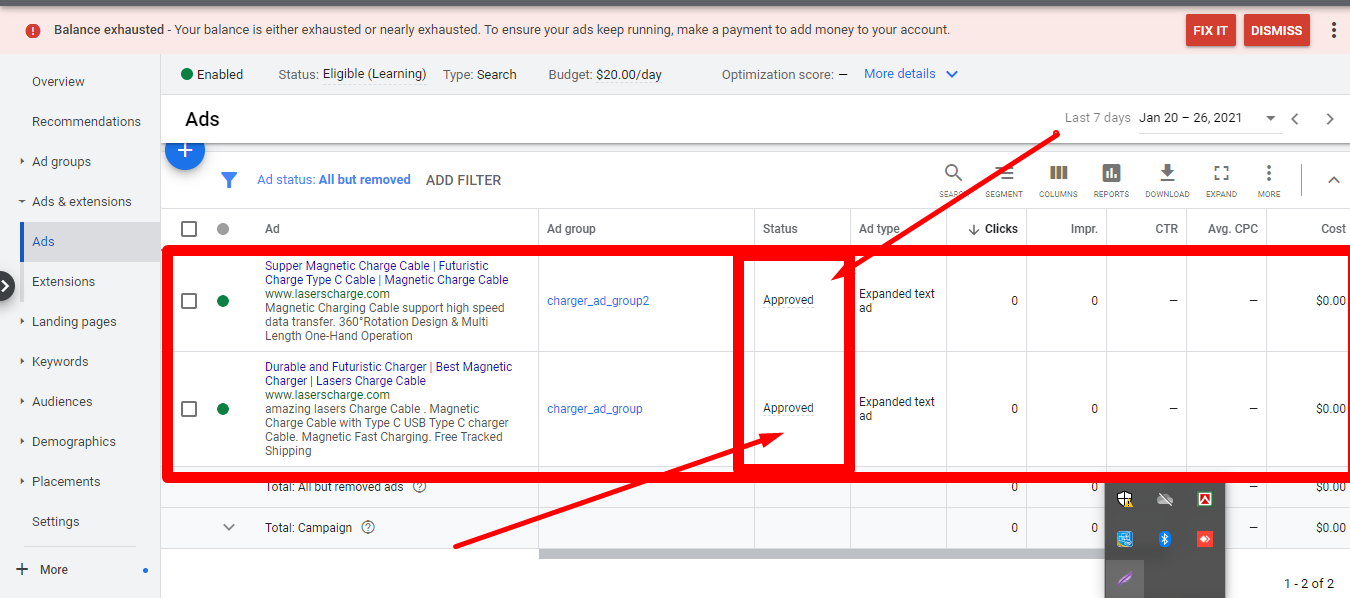 Balance exhausted - Your balance is either exhausted or nearly exhausted. To ensure your ads keep running, make a payment to add money to your account.
FIX IT
DISMISS
Overview
Recommendations
Ad groups
Ads & extensions
Ads
Extensions
Landing pages
Keywords
Audiences
Demographics
Placements
Settings
More
Enabled
Status: Eligible (Learning)
Type: Search
Budget: $20.00/day
Optimization score: –
More details
Ads
Last 7 days
Jan 20 – 26, 2021
Ad status: All but removed
ADD FILTER
SEARCH
SEGMENT
COLUMNS
REPORTS
DOWNLOAD
EXPAND
MORE
Ad
Ad group
Status
Ad type
Clicks
Impr.
CTR
Avg. CPC
Cost
Supper Magnetic Charge Cable | Futuristic
Charge Type C Cable | Magnetic Charge Cable
www.laserscharge.com
Magnetic Charging Cable support high speed
data transfer. 360°Rotation Design & Multi
Length One-Hand Operation
charger_ad_group2
Approved
Expanded text
ad
0
0
–
–
$0.00
Durable and Futuristic Charger | Best Magnetic
Charger | Lasers Charge Cable
www.laserscharge.com
amazing lasers Charge Cable . Magnetic
Charge Cable with Type C USB Type C charger
Cable. Magnetic Fast Charging. Free Tracked
Shipping
charger_ad_group
Approved
Expanded text
ad
0
0
–
–
$0.00
Total: All but removed ads
0
0
–
$0.00
Total: Campaign
0
0
–
$0.00
1 - 2 of 2